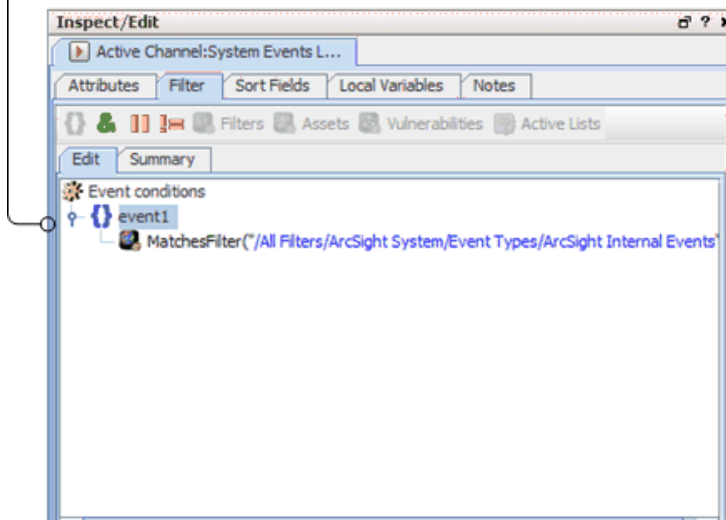 Inspect/Edit
Active Channel:System Events L...
Attributes Filter Sort Fields Local Variables Notes
Filters Assets Vulnerabilities Active Lists
Edit Summary
Event conditions
event1
MatchesFilter("/All Filters/ArcSight System/Event Types/ArcSight Internal Events"